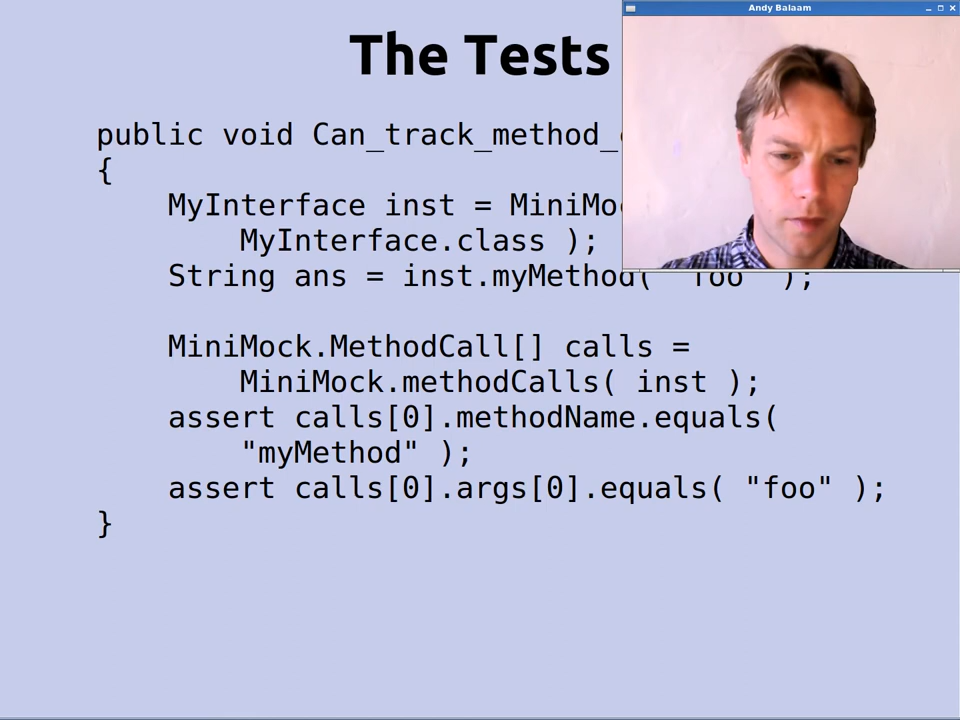 Andy Balaam
The Tests
public void Can_track_method_
{
MyInterface inst = MiniMo
MyInterface.class );
String ans = inst.myMethod( "foo" );
MiniMock.MethodCall[] calls =
MiniMock.methodCalls( inst );
assert calls[0].methodName.equals(
"myMethod" );
assert calls[0].args[0].equals( "foo" );
}